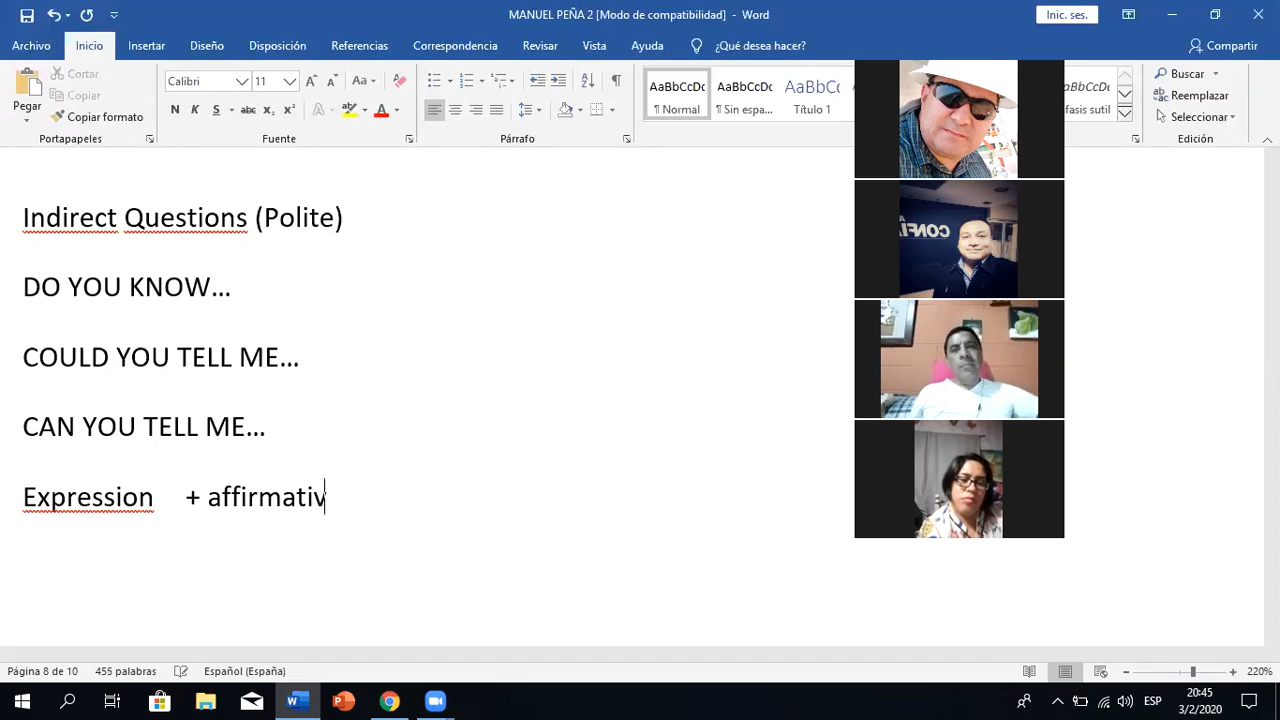 MANUEL PEÑA 2 [Modo de compatibilidad] - Word
Inic. ses.
Archivo Inicio Insertar Diseño Disposición Referencias Correspondencia Revisar Vista Ayuda ¿Qué desea hacer? Compartir
Pegar
Cortar
Copiar
Copiar formato
Portapapeles
Calibri 11
N K S abc x₂ x²
Fuente
Párrafo
AaBbCcDc AaBbCcDc AaBbC
¶ Normal ¶ Sin espa... Título 1
fasis sutil
Buscar
Reemplazar
Seleccionar
Edición
Indirect Questions (Polite)
DO YOU KNOW...
COULD YOU TELL ME...
CAN YOU TELL ME...
Expression + affirmativ
Página 8 de 10 455 palabras Español (España) 220%
ESP
20:45
3/2/2020